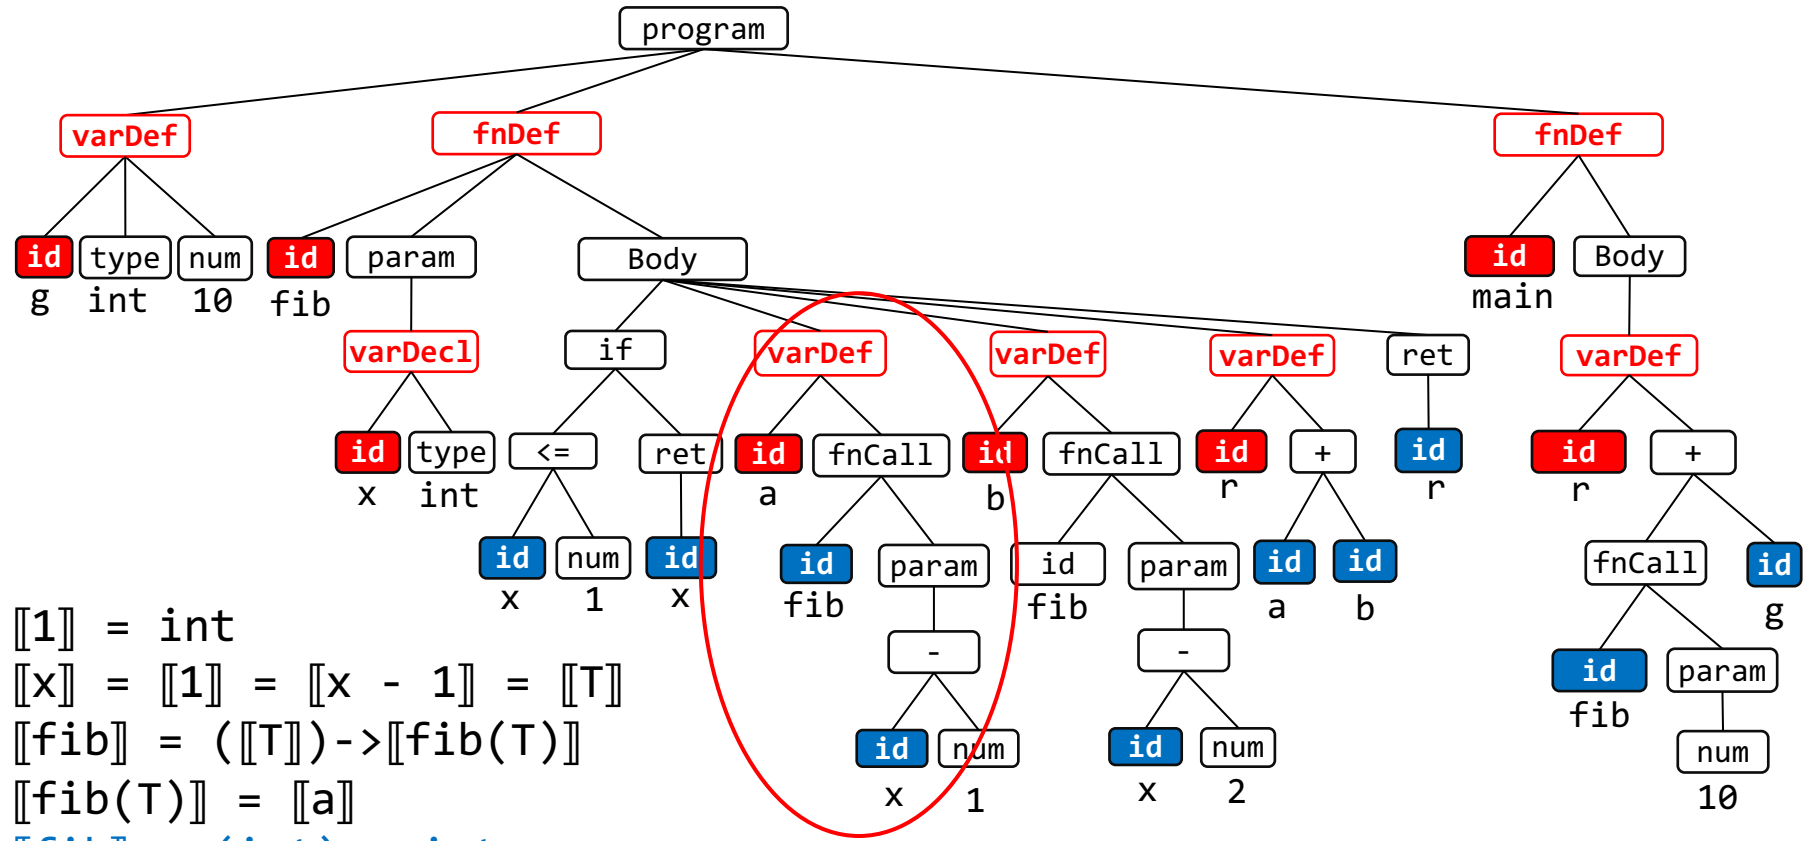 program
varDef fnDef fnDef
id type num id param Body id Body
g int 10 fib main
varDecl if varDef varDef varDef ret varDef
id type <= ret id fnCall id fnCall id + id id +
x int a b r r r
id num id id param id param id id fnCall id
x 1 x fib fib a b g
- - id param
fib
id num id num num
x 1 x 2 10
⟦1⟧ = int
⟦x⟧ = ⟦1⟧ = ⟦x - 1⟧ = ⟦T⟧
⟦fib⟧ = (⟦T⟧)->⟦fib(T)⟧
⟦fib(T)⟧ = ⟦a⟧